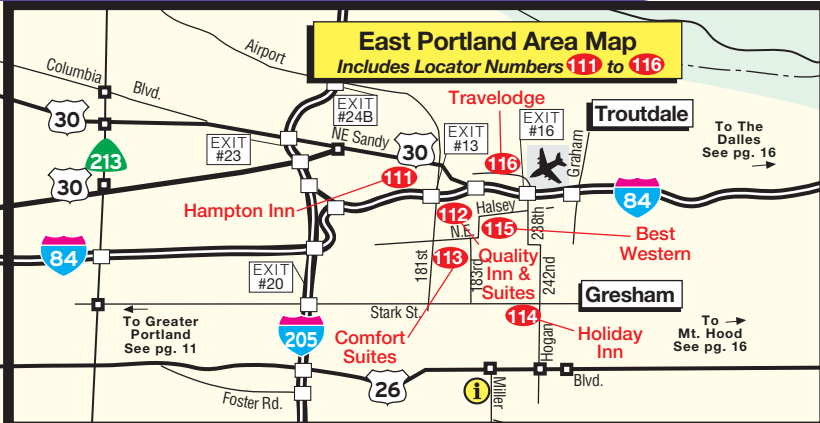 East Portland Area Map
Includes Locator Numbers 111 to 116
Airport
Columbia
Blvd.
30
213
30
84
EXIT
#24B
EXIT
#23
NE Sandy
30
EXIT
#13
Travelodge
116
EXIT
#16
Troutdale
Graham
To The
Dalles
See pg. 16
84
111
Hampton Inn
112
Halsey
N.E.
115
238th
Best
Western
181st
113
183rd
Quality
Inn &
Suites
242nd
EXIT
#20
Stark St.
Gresham
114
Holiday
Inn
Hogan
To Greater
Portland
See pg. 11
205
Comfort
Suites
To
Mt. Hood
See pg. 16
26
Foster Rd.
i
Miller
Blvd.